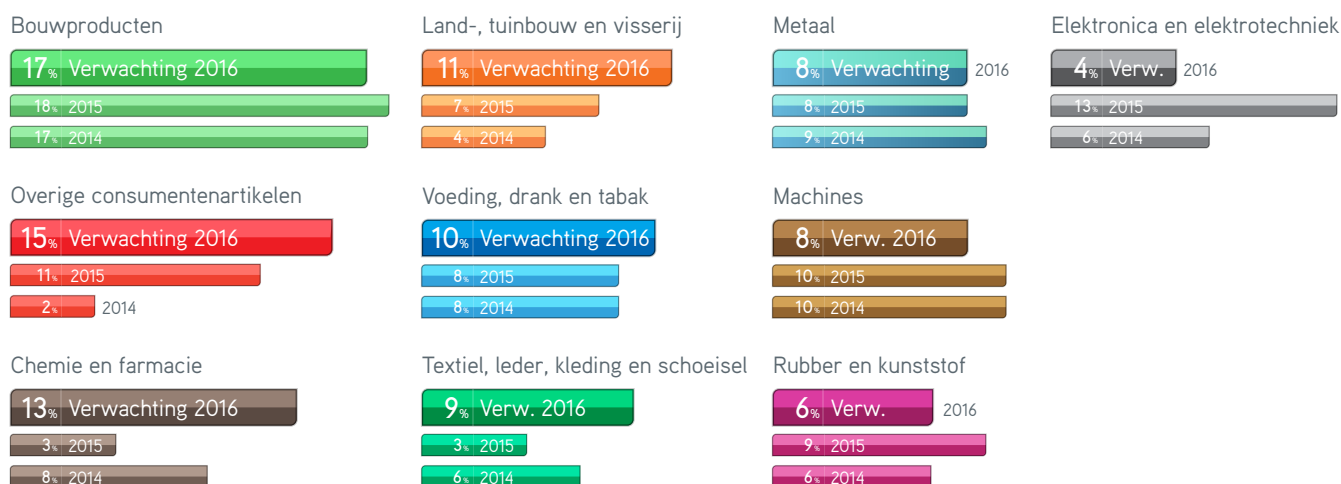 Bouwproducten
17% Verwachting 2016
18% 2015
17% 2014
Land-, tuinbouw en visserij
11% Verwachting 2016
7% 2015
4% 2014
Metaal
8% Verwachting 2016
8% 2015
9% 2014
Elektronica en elektrotechniek
4% Verw. 2016
13% 2015
6% 2014
Overige consumentenartikelen
15% Verwachting 2016
11% 2015
2% 2014
Voeding, drank en tabak
10% Verwachting 2016
8% 2015
8% 2014
Machines
8% Verw. 2016
10% 2015
10% 2014
Chemie en farmacie
13% Verwachting 2016
3% 2015
8% 2014
Textiel, leder, kleding en schoeisel
9% Verw. 2016
3% 2015
6% 2014
Rubber en kunststof
6% Verw. 2016
9% 2015
6% 2014